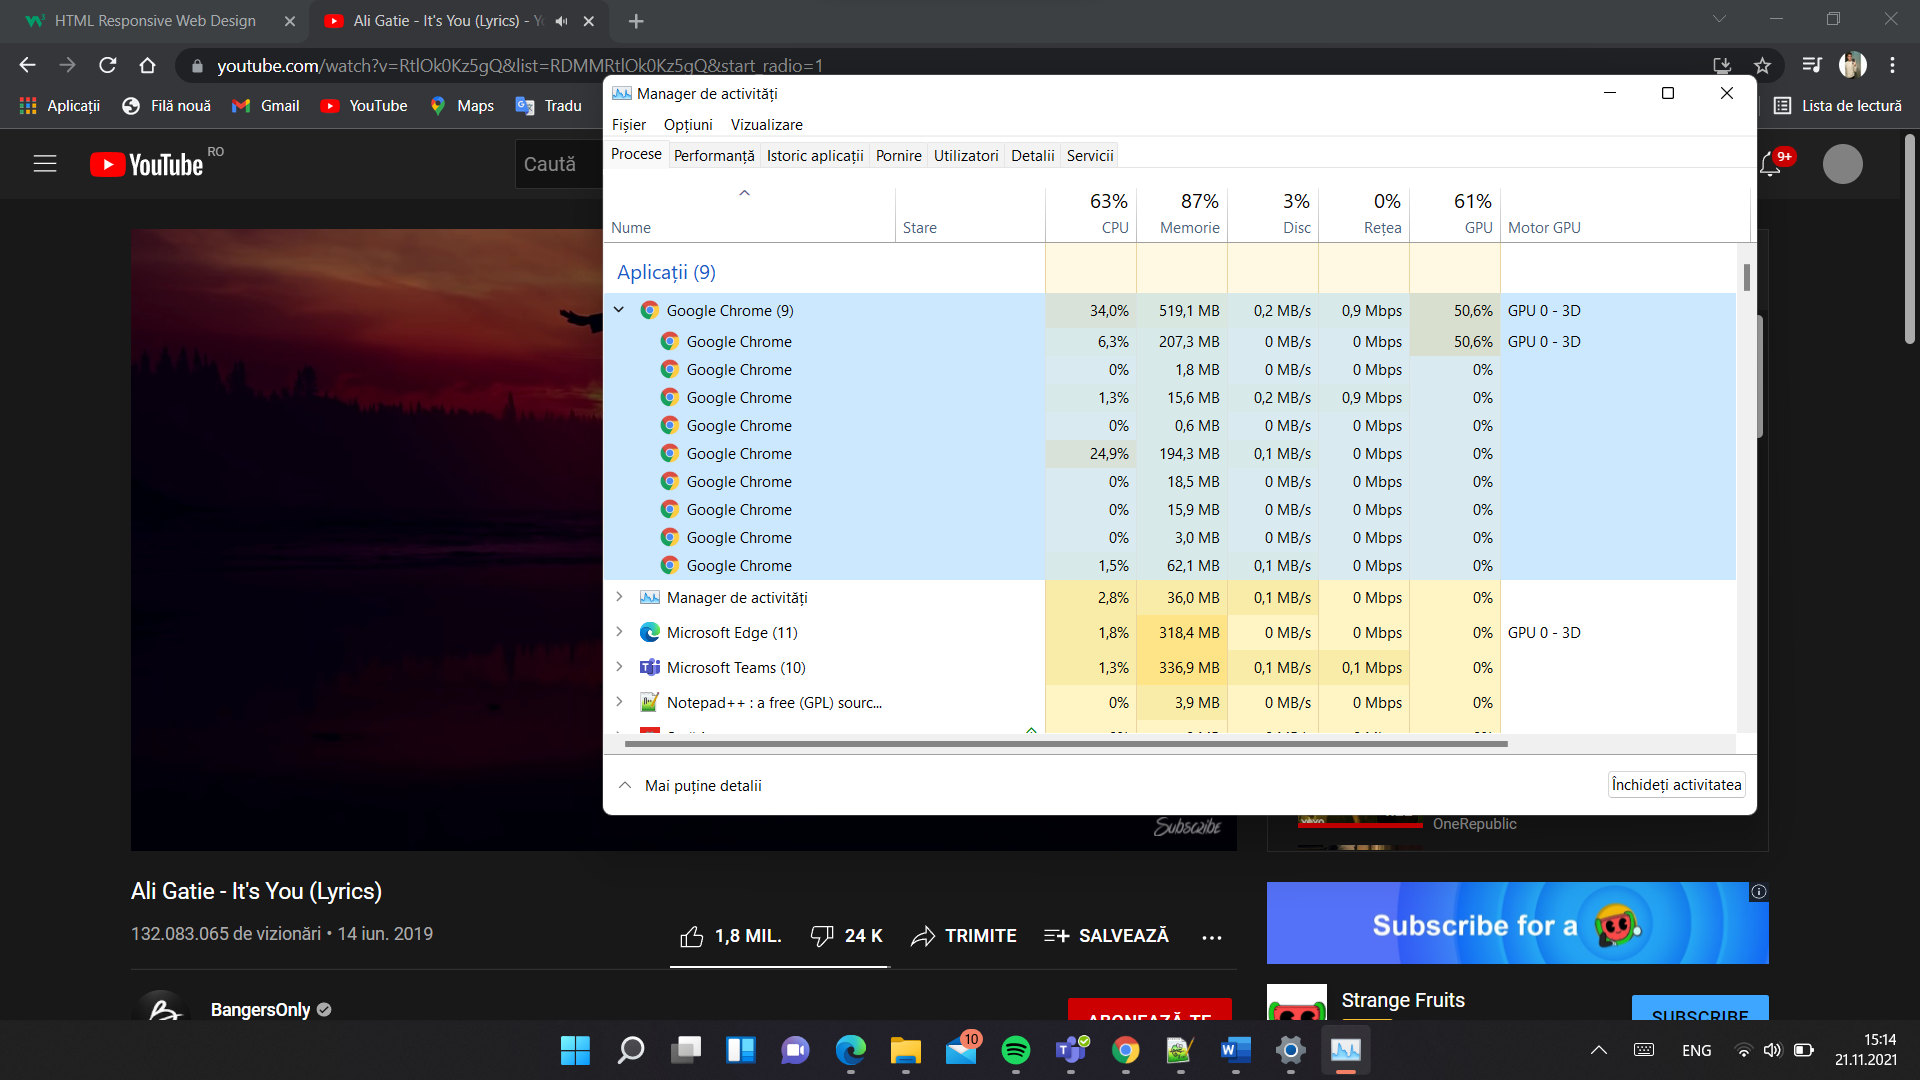 HTML Responsive Web Design
Ali Gatie - It's You (Lyrics) -
youtube.com/watch?v=RtlOk0Kz5gQ&list=RDMMRtlOk0Kz5gQ&start_radio=1
Aplicații Filă nouă Gmail YouTube Maps Tradu Lista de lectură
YouTube RO
Caută
9+
Manager de activități
Fișier Opțiuni Vizualizare
Procese Performanță Istoric aplicații Pornire Utilizatori Detalii Servicii
63% 87% 3% 0% 61%
Nume Stare CPU Memorie Disc Rețea GPU Motor GPU
Aplicații (9)
Google Chrome (9) 34,0% 519,1 MB 0,2 MB/s 0,9 Mbps 50,6% GPU 0 - 3D
Google Chrome 6,3% 207,3 MB 0 MB/s 0 Mbps 50,6% GPU 0 - 3D
Google Chrome 0% 1,8 MB 0 MB/s 0 Mbps 0%
Google Chrome 1,3% 15,6 MB 0,2 MB/s 0,9 Mbps 0%
Google Chrome 0% 0,6 MB 0 MB/s 0 Mbps 0%
Google Chrome 24,9% 194,3 MB 0,1 MB/s 0 Mbps 0%
Google Chrome 0% 18,5 MB 0 MB/s 0 Mbps 0%
Google Chrome 0% 15,9 MB 0 MB/s 0 Mbps 0%
Google Chrome 0% 3,0 MB 0 MB/s 0 Mbps 0%
Google Chrome 1,5% 62,1 MB 0,1 MB/s 0 Mbps 0%
Manager de activități 2,8% 36,0 MB 0,1 MB/s 0 Mbps 0%
Microsoft Edge (11) 1,8% 318,4 MB 0 MB/s 0 Mbps 0% GPU 0 - 3D
Microsoft Teams (10) 1,3% 336,9 MB 0,1 MB/s 0,1 Mbps 0%
Notepad++ : a free (GPL) sourc... 0% 3,9 MB 0 MB/s 0 Mbps 0%
Mai puține detalii
Închideți activitatea
Subscribe
OneRepublic
Ali Gatie - It's You (Lyrics)
132.083.065 de vizionări • 14 iun. 2019
1,8 MIL. 24 K TRIMITE SALVEAZĂ
Subscribe for a
BangersOnly
ABONEAZĂ-TE
Strange Fruits
SUBSCRIBE
10
ENG
15:14
21.11.2021